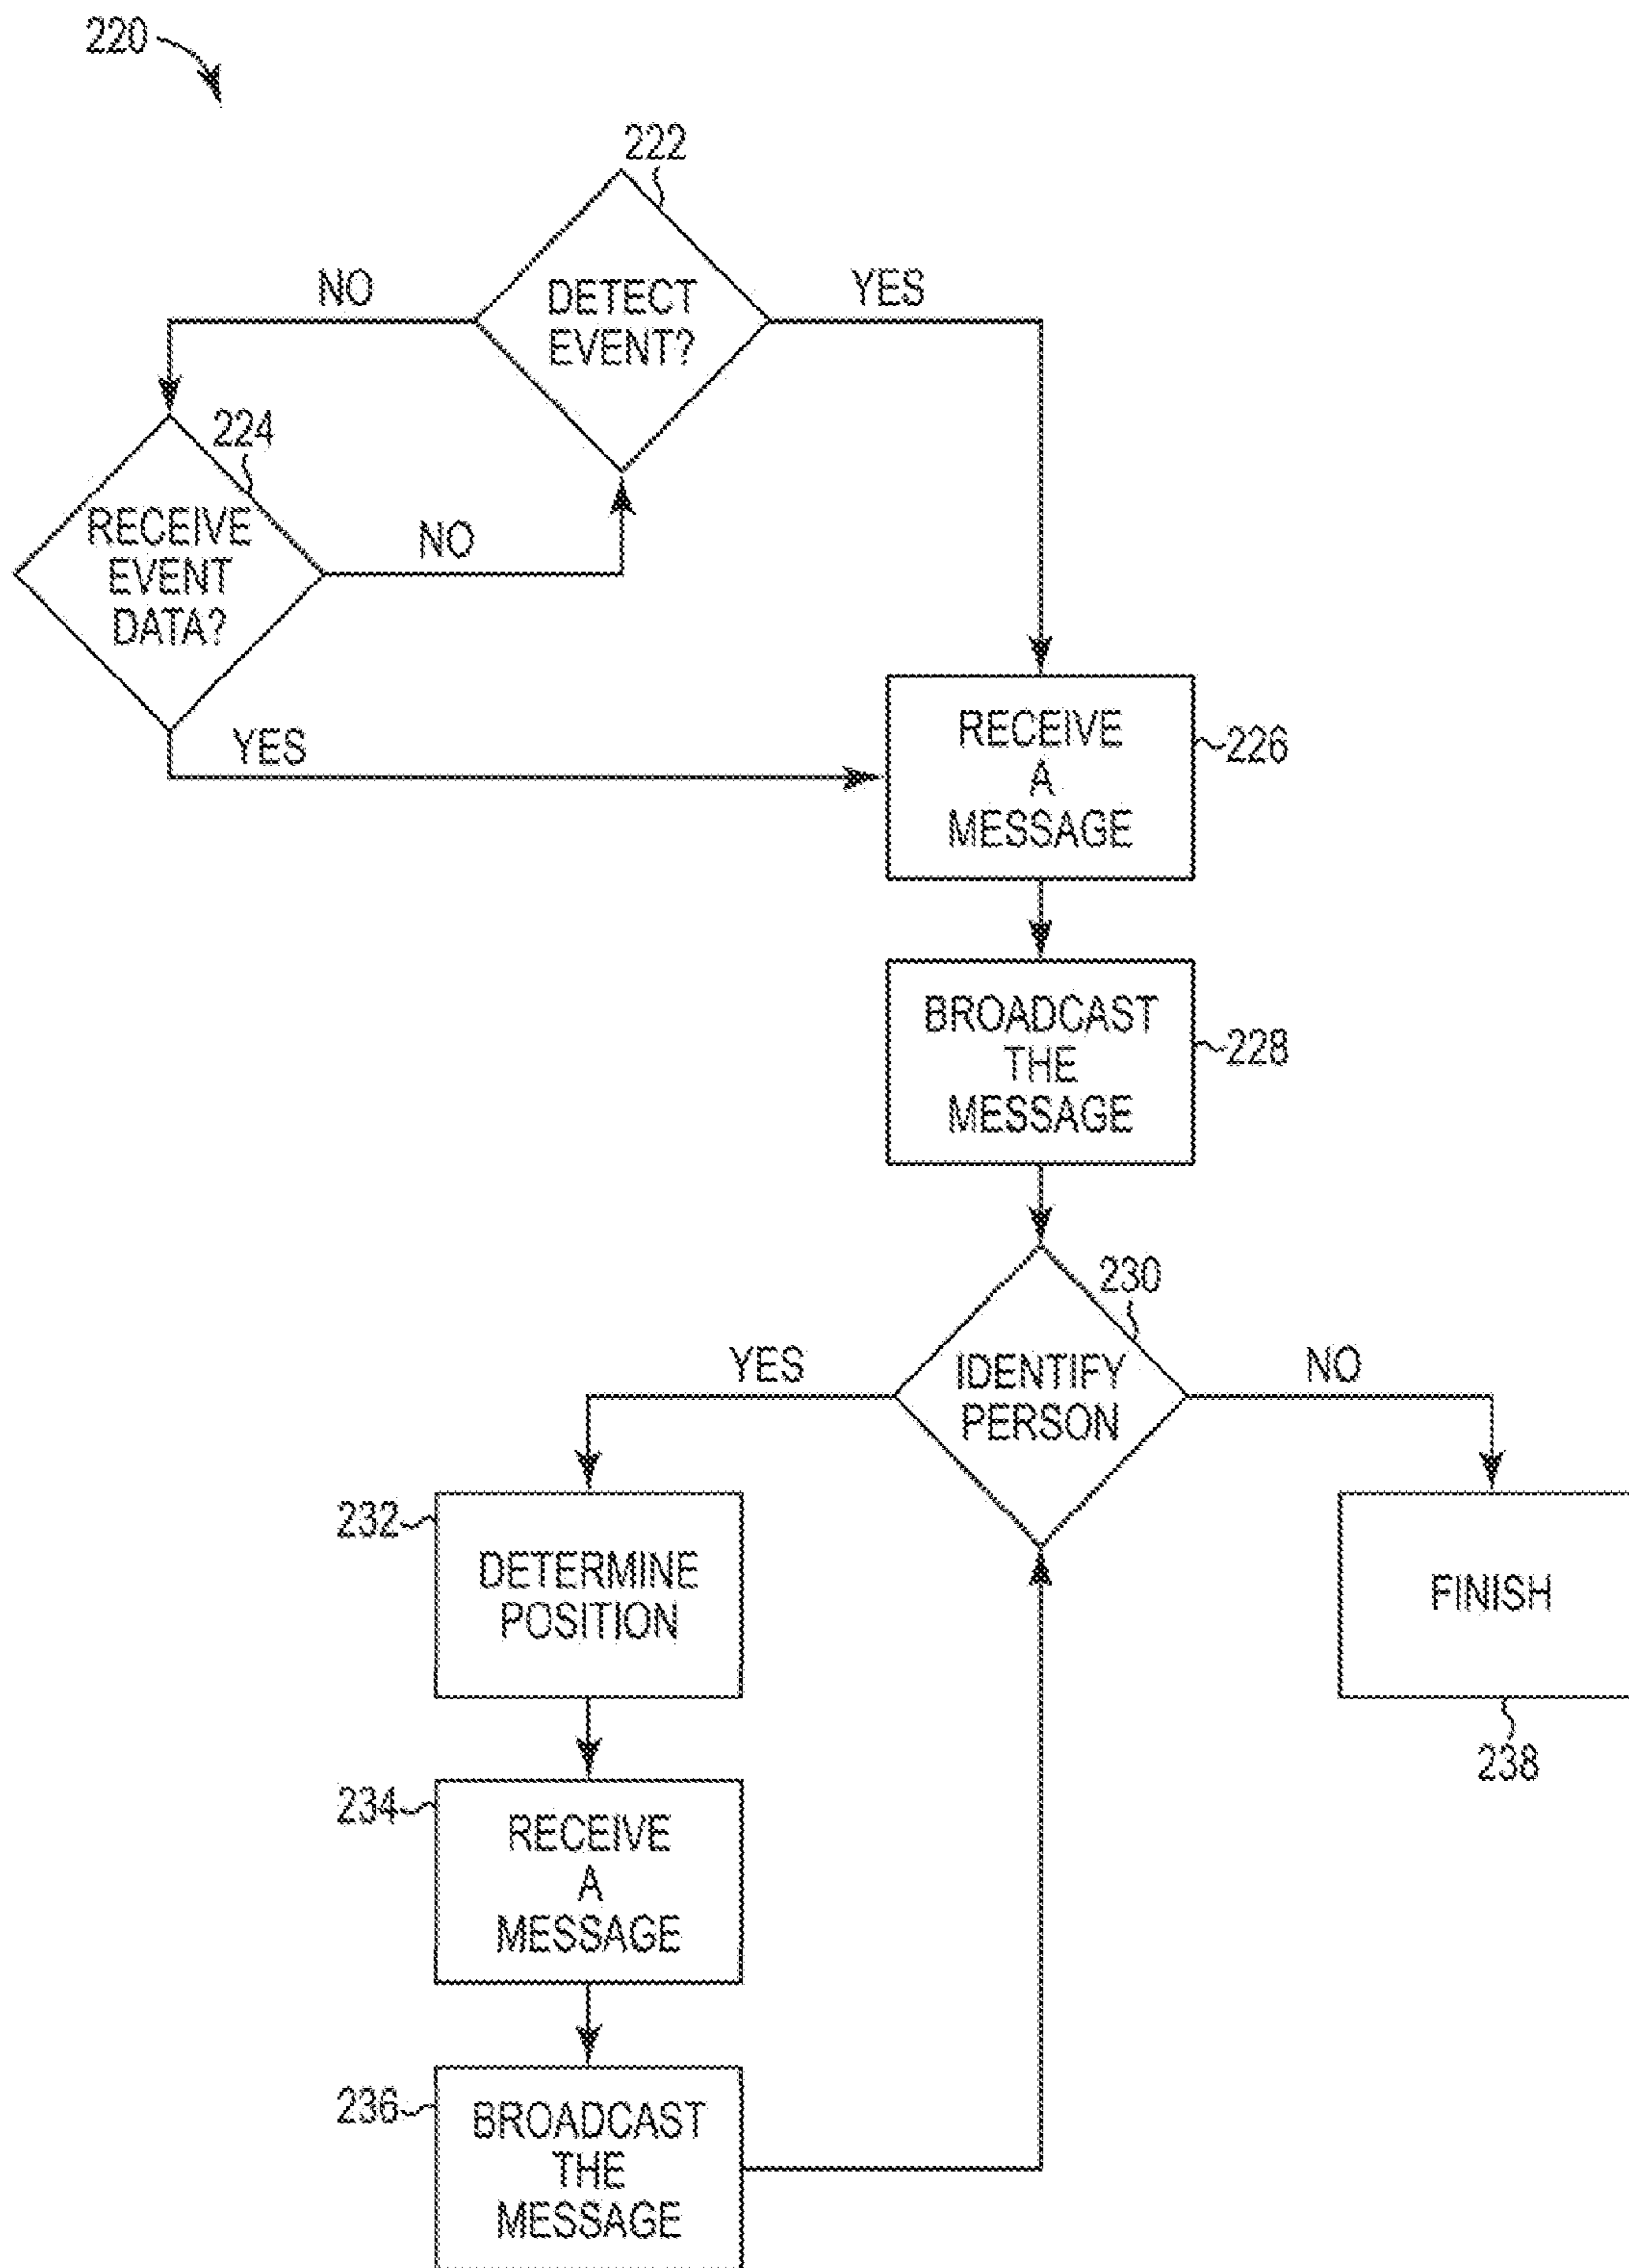 220
222
NO
DETECT
EVENT?
YES
224
RECEIVE
EVENT
DATA?
NO
YES
RECEIVE
A
MESSAGE
226
BROADCAST
THE
MESSAGE
228
230
YES
IDENTIFY
PERSON
NO
232
DETERMINE
POSITION
FINISH
238
234
RECEIVE
A
MESSAGE
236
BROADCAST
THE
MESSAGE